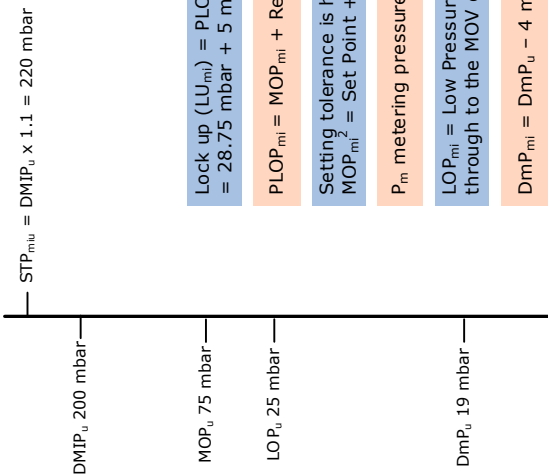 STPmiu = DMIPu x 1.1 = 220 mbar
DMIPu 200 mbar
MOPu 75 mbar
LOPu 25 mbar
DmPu 19 mbar
Lock up (LUmi) = PLO
= 28.75 mbar + 5 m
PLOPmi = MOPmi + Re
Setting tolerance is h
MOPmi² = Set Point +
Pm metering pressure
LOPmi = Low Pressur
through to the MOV
DmPmi = DmPu – 4 m